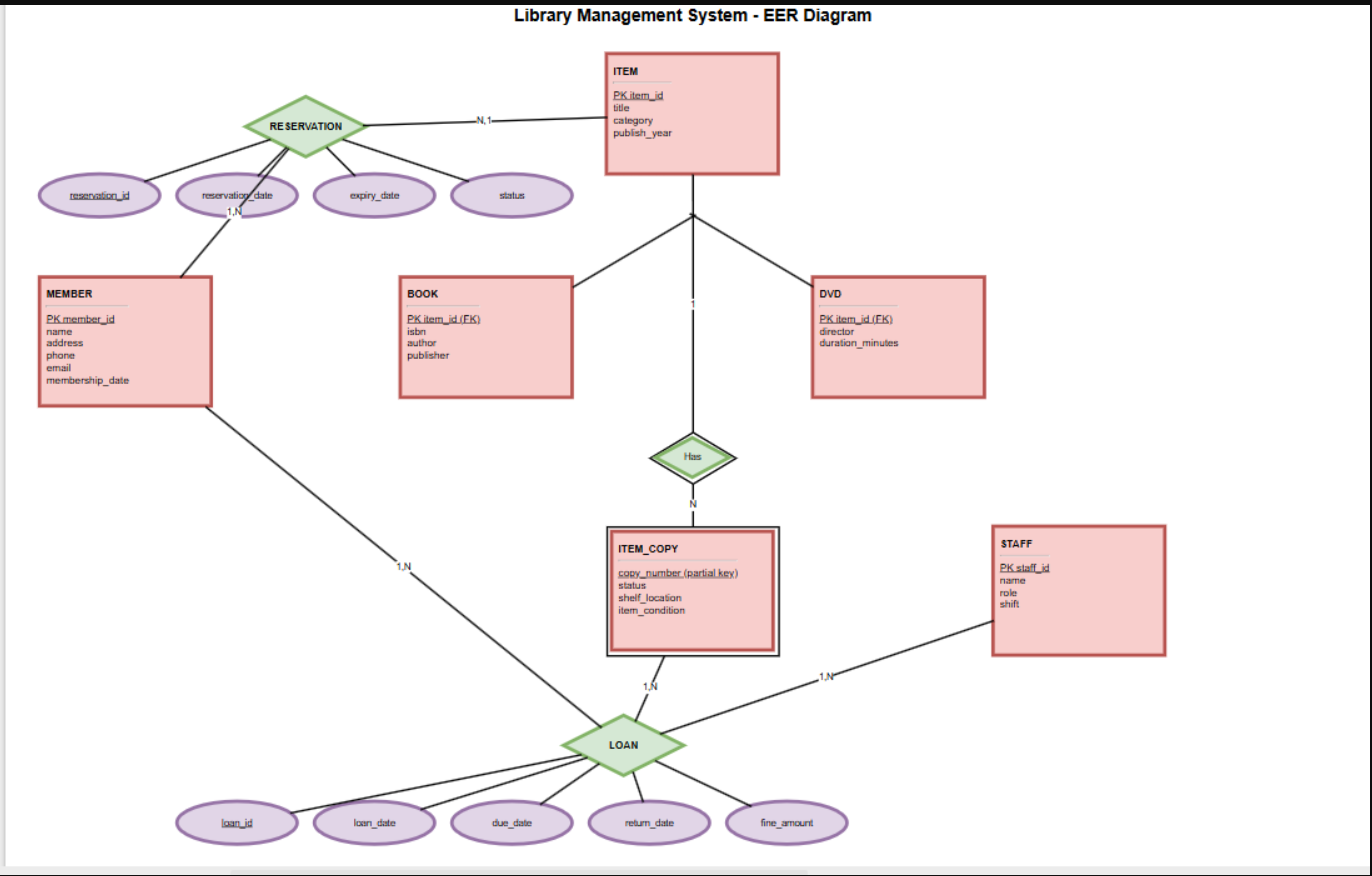 Library Management System - EER Diagram
ITEM
PK item_id
title
category
publish_year
RESERVATION
N,1
reservation_id
reservation_date
expiry_date
status
1,N
MEMBER
PK member_id
name
address
phone
email
membership_date
BOOK
PK item_id (FK)
isbn
author
publisher
DVD
PK item_id (FK)
director
duration_minutes
1
Has
N
ITEM_COPY
copy_number (partial key)
status
shelf_location
item_condition
STAFF
PK staff_id
name
role
shift
1,N
1,N
1,N
LOAN
loan_id
loan_date
due_date
return_date
fine_amount